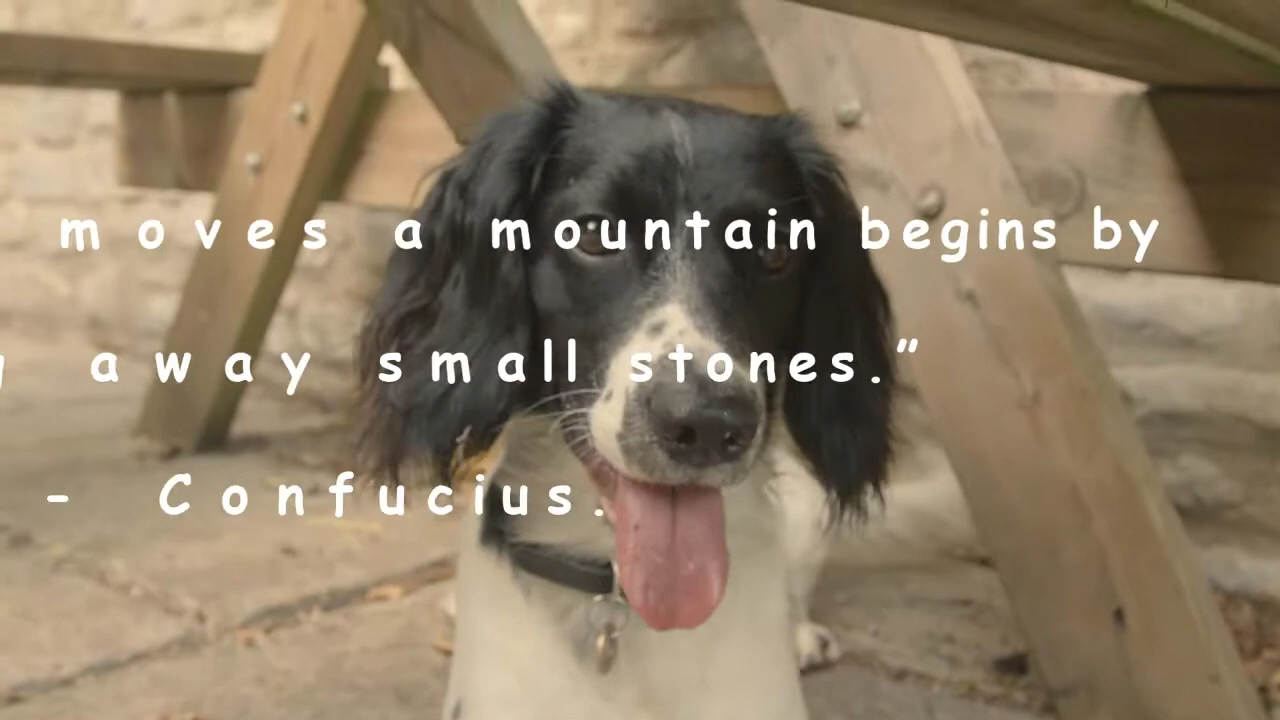 moves a mountain begins by
away small stones.”
- Confucius.